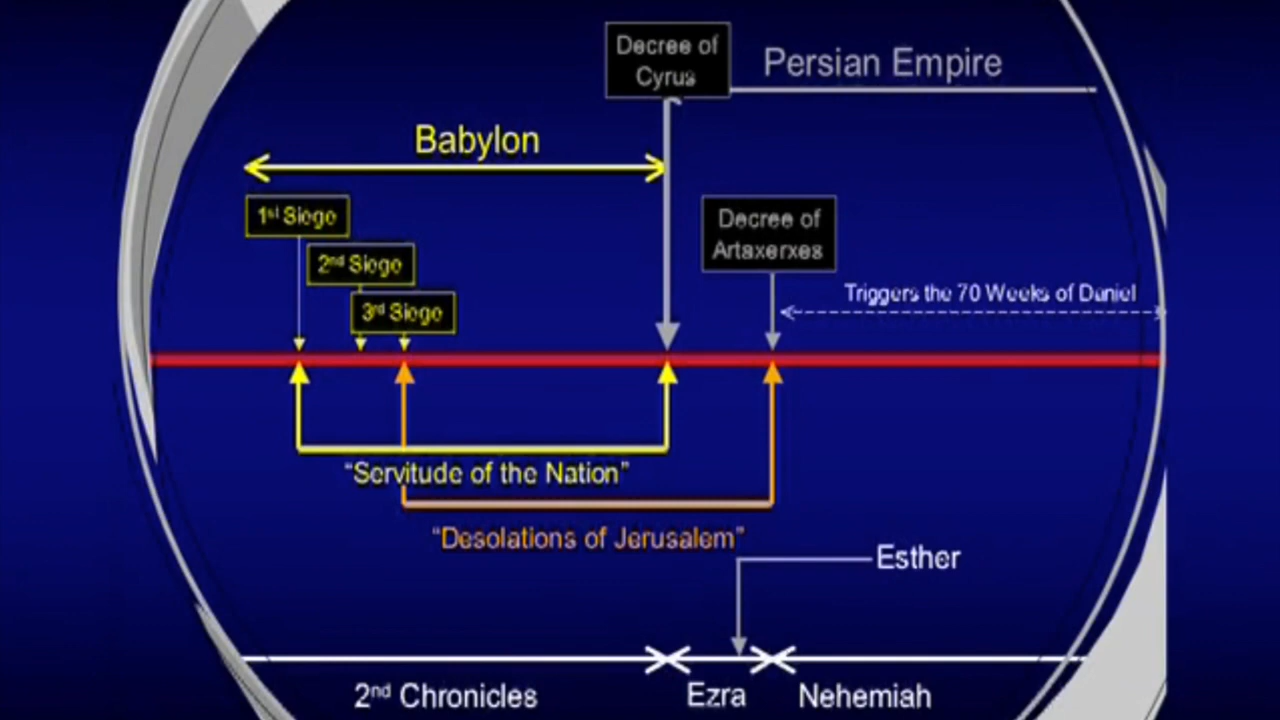 Decree of
Cyrus
Persian Empire
Babylon
1st Siege
2nd Siege
3rd Siege
Decree of
Artaxerxes
Triggers the 70 Weeks of Daniel
“Servitude of the Nation”
“Desolations of Jerusalem”
Esther
2nd Chronicles
Ezra
Nehemiah